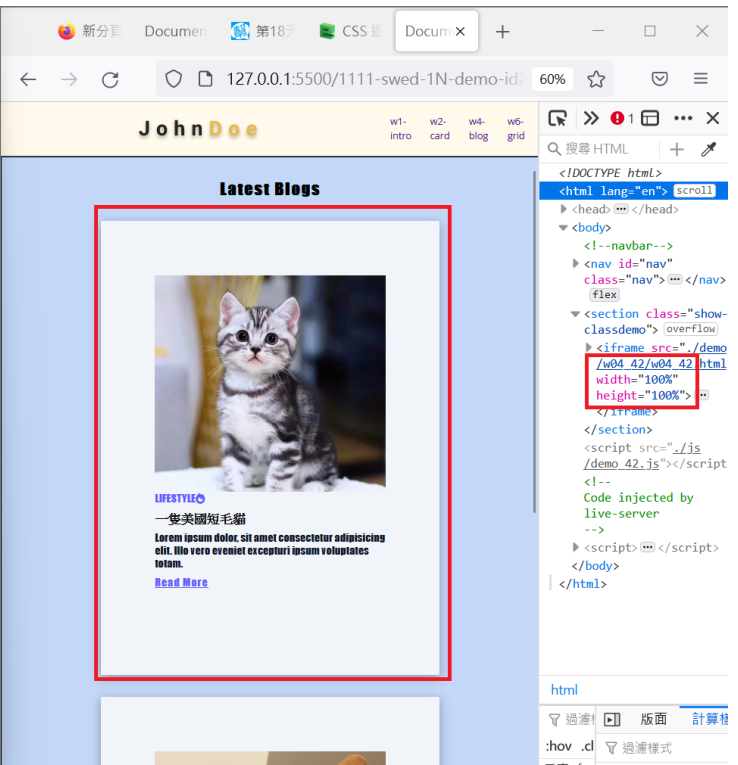 新分頁 Documen 第18天 CSS Docum × +
127.0.0.1:5500/1111-swed-1N-demo-id2 60%
JohnDoe
w1-intro w2-card w4-blog w6-grid
1
搜尋 HTML
Latest Blogs
LIFESTYLE
一隻美國短毛貓
Lorem ipsum dolor, sit amet consectetur adipisicing
elit. Illo vero eveniet excepturi ipsum voluptates
totam.
Read More
<!DOCTYPE html>
<html lang="en"> scroll
<head> ••• </head>
<body>
<!--navbar-->
<nav id="nav"
class="nav"> ••• </nav>
flex
<section class="show-
classdemo"> overflow
<iframe src="./demo
/w04_42/w04_42.html
width="100%"
height="100%"> •••
</iframe>
</section>
<script src="./js
/demo_42.js"></script
<!--
Code injected by
live-server
-->
<script> ••• </script>
</body>
</html>
html
過濾 版面 計算
:hov .cl 過濾樣式